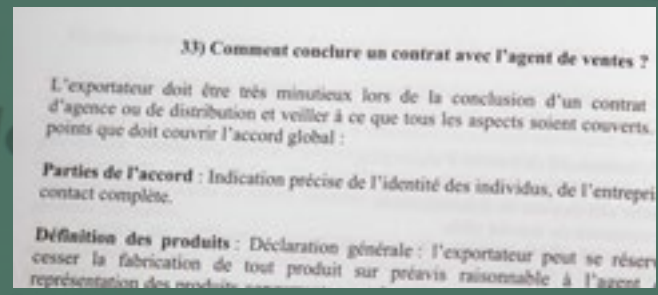 33) Comment conclure un contrat avec l'agent de ventes ?
L'exportateur doit être très minutieux lors de la conclusion d'un contrat
d'agence ou de distribution et veiller à ce que tous les aspects soient couverts.
points que doit couvrir l'accord global :
Parties de l'accord : Indication précise de l'identité des individus, de l'entrepri
contact complète.
Définition des produits : Déclaration générale : l'exportateur peut se réserv
cesser la fabrication de tout produit sur préavis raisonnable à l'agent
représentation des produits